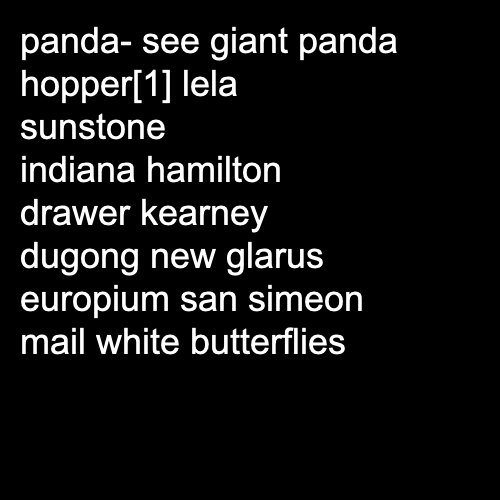 panda- see giant panda
hopper[1] lela
sunstone
indiana hamilton
drawer kearney
dugong new glarus
europium san simeon
mail white butterflies